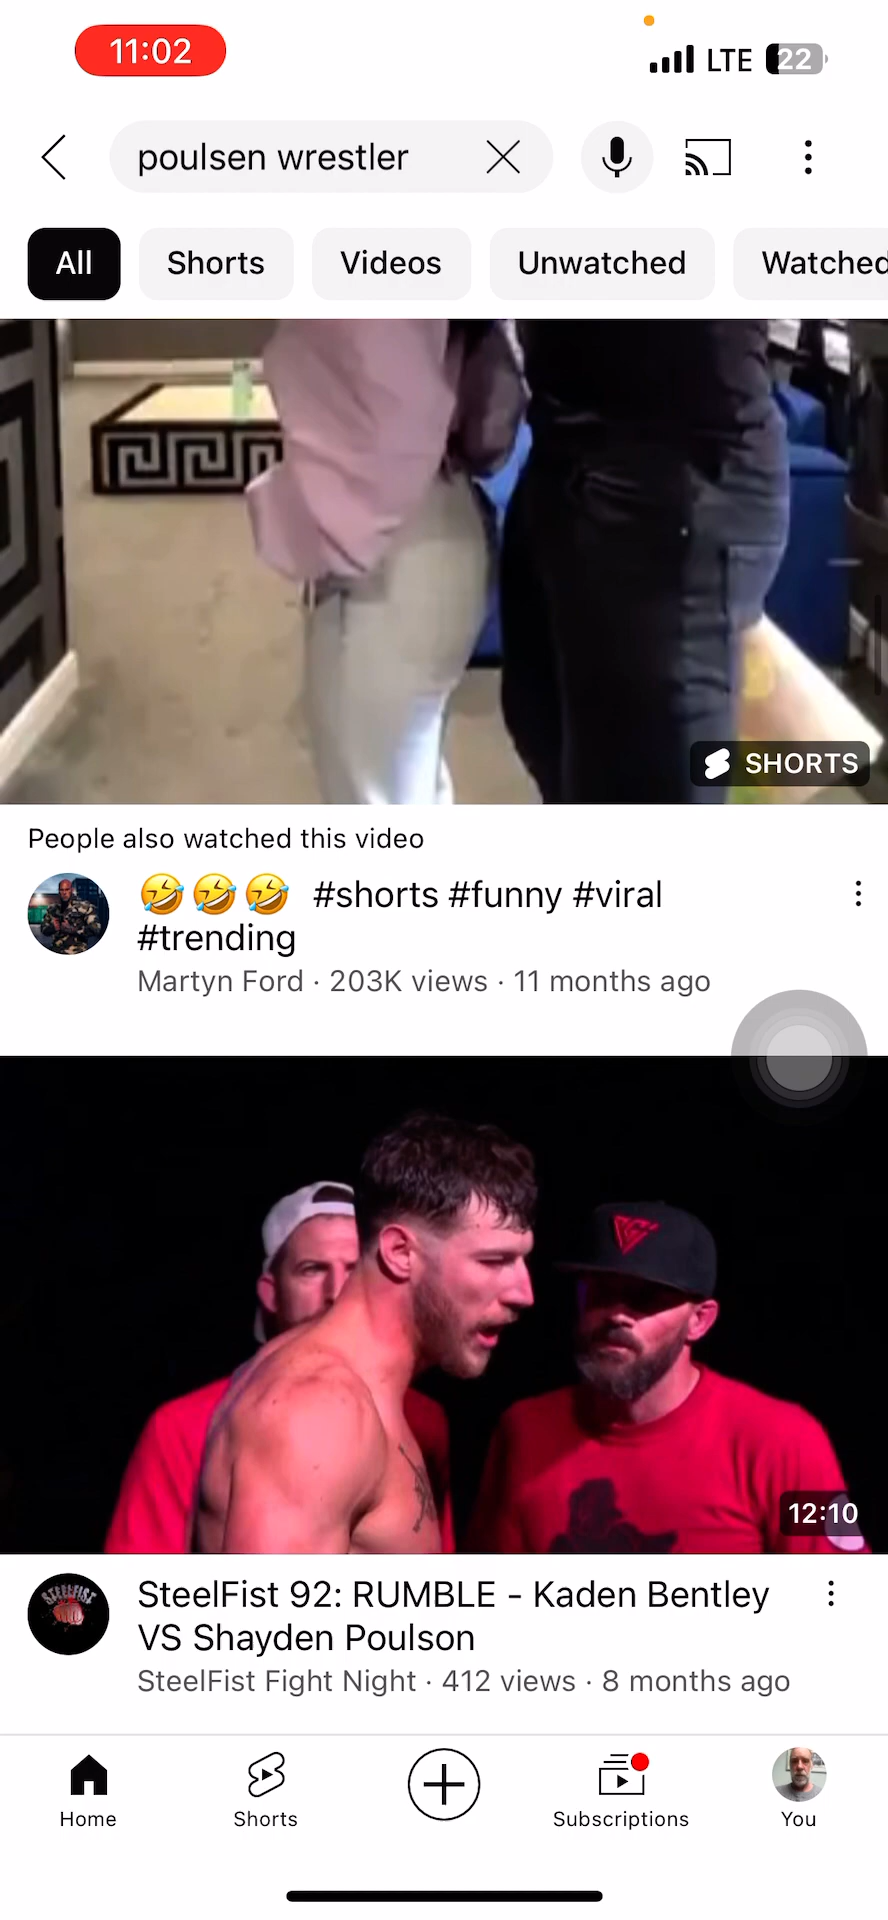 11:02
LTE 22
poulsen wrestler
All Shorts Videos Unwatched Watched
SHORTS
People also watched this video
🤣🤣🤣 #shorts #funny #viral
#trending
Martyn Ford · 203K views · 11 months ago
12:10
STEELFIST
SteelFist 92: RUMBLE - Kaden Bentley
VS Shayden Poulson
SteelFist Fight Night · 412 views · 8 months ago
Home Shorts Subscriptions You